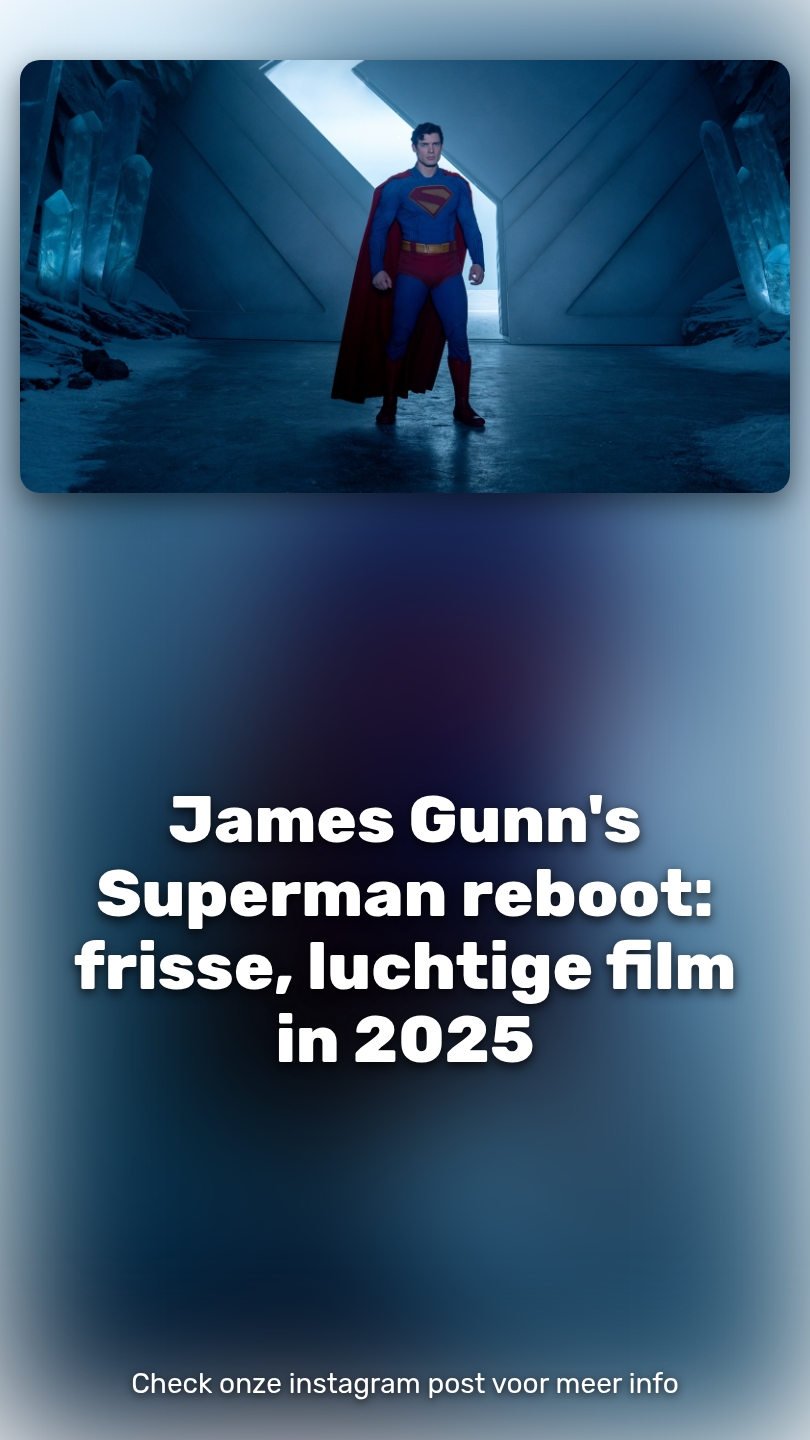 James Gunn's
Superman reboot:
frisse, luchtige film
in 2025
Check onze instagram post voor meer info